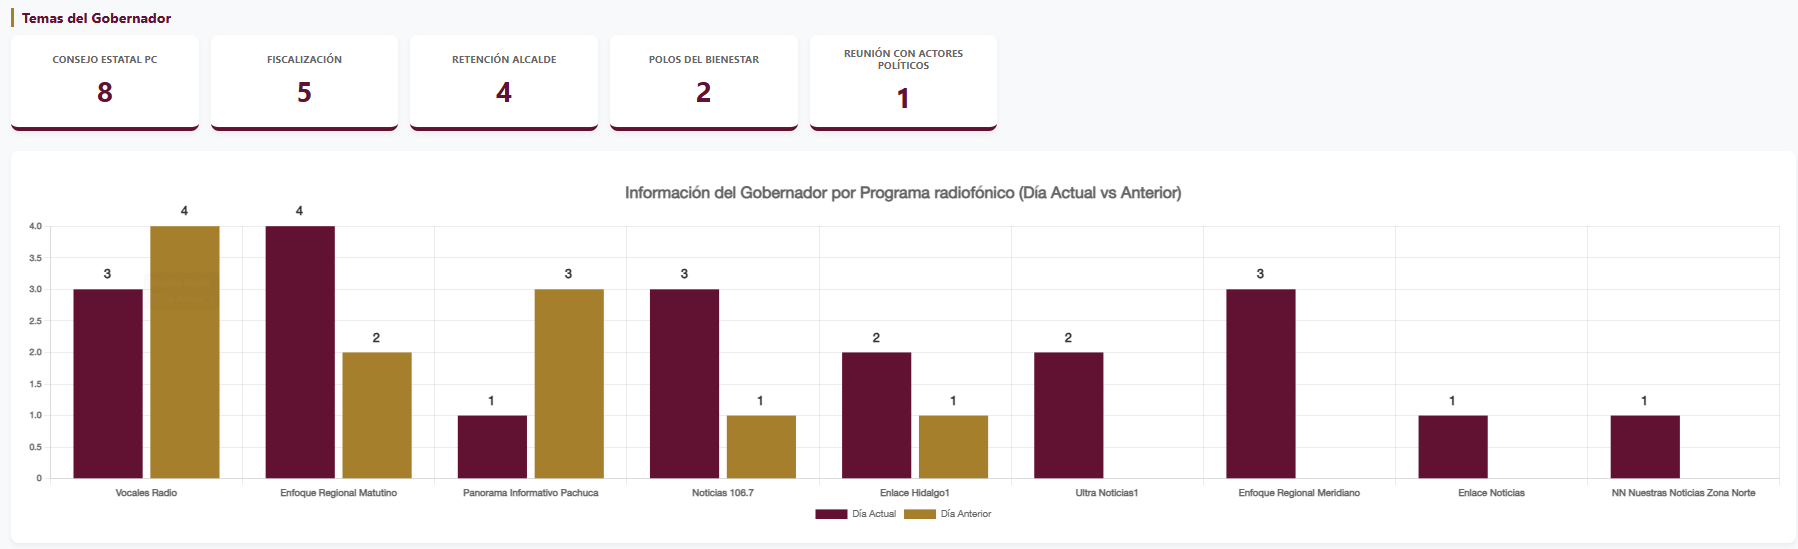 Temas del Gobernador
CONSEJO ESTATAL PC
8
FISCALIZACIÓN
5
RETENCIÓN ALCALDE
4
POLOS DEL BIENESTAR
2
REUNIÓN CON ACTORES
POLÍTICOS
1
Información del Gobernador por Programa radiofónico (Día Actual vs Anterior)
4.0
3.5
3.0
2.5
2.0
1.5
1.0
0.5
0
3
4
4
2
1
3
3
1
2
1
2
3
1
1
Vocales Radio
Enfoque Regional Matutino
Panorama Informativo Pachuca
Noticias 106.7
Enlace Hidalgo1
Ultra Noticias1
Enfoque Regional Meridiano
Enlace Noticias
NN Nuestras Noticias Zona Norte
Día Actual
Día Anterior